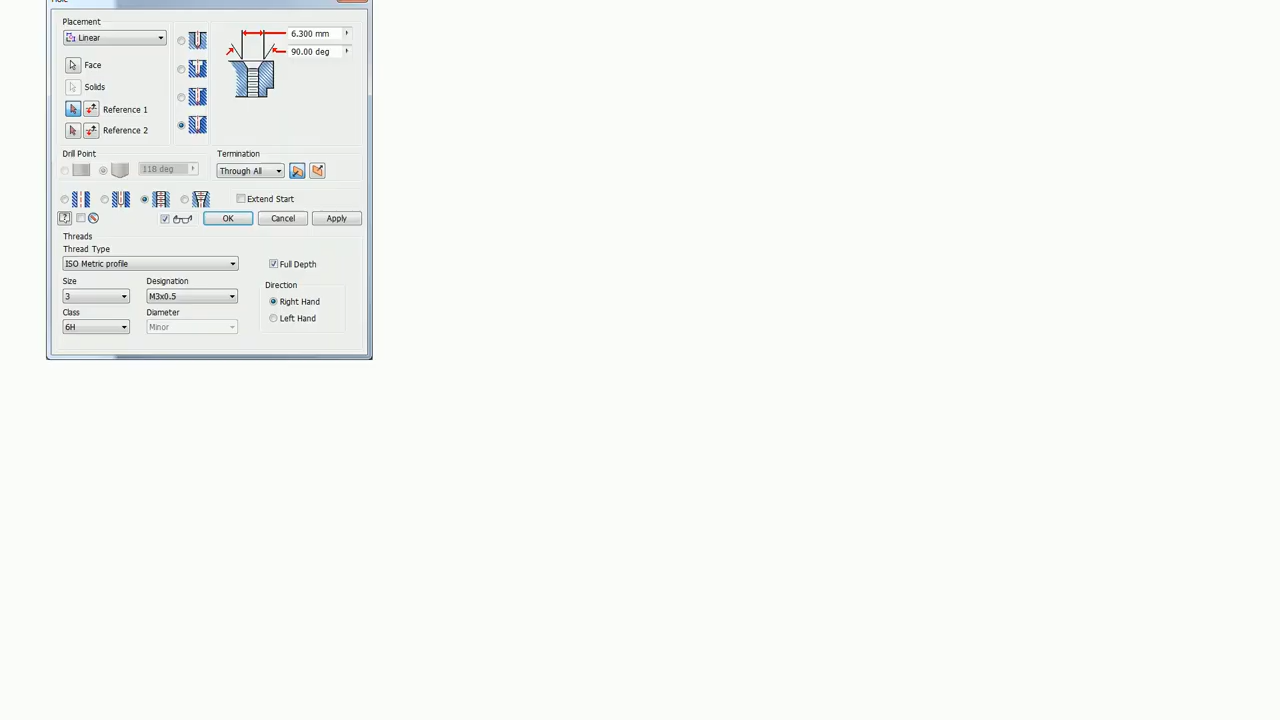 Placement
Linear
6.300 mm
90.00 deg
Face
Solids
Reference 1
Reference 2
Drill Point
118 deg
Termination
Through All
Extend Start
OK
Cancel
Apply
Threads
Thread Type
ISO Metric profile
Full Depth
Size
Designation
3
M3x0.5
Direction
Right Hand
Class
Diameter
6H
Minor
Left Hand